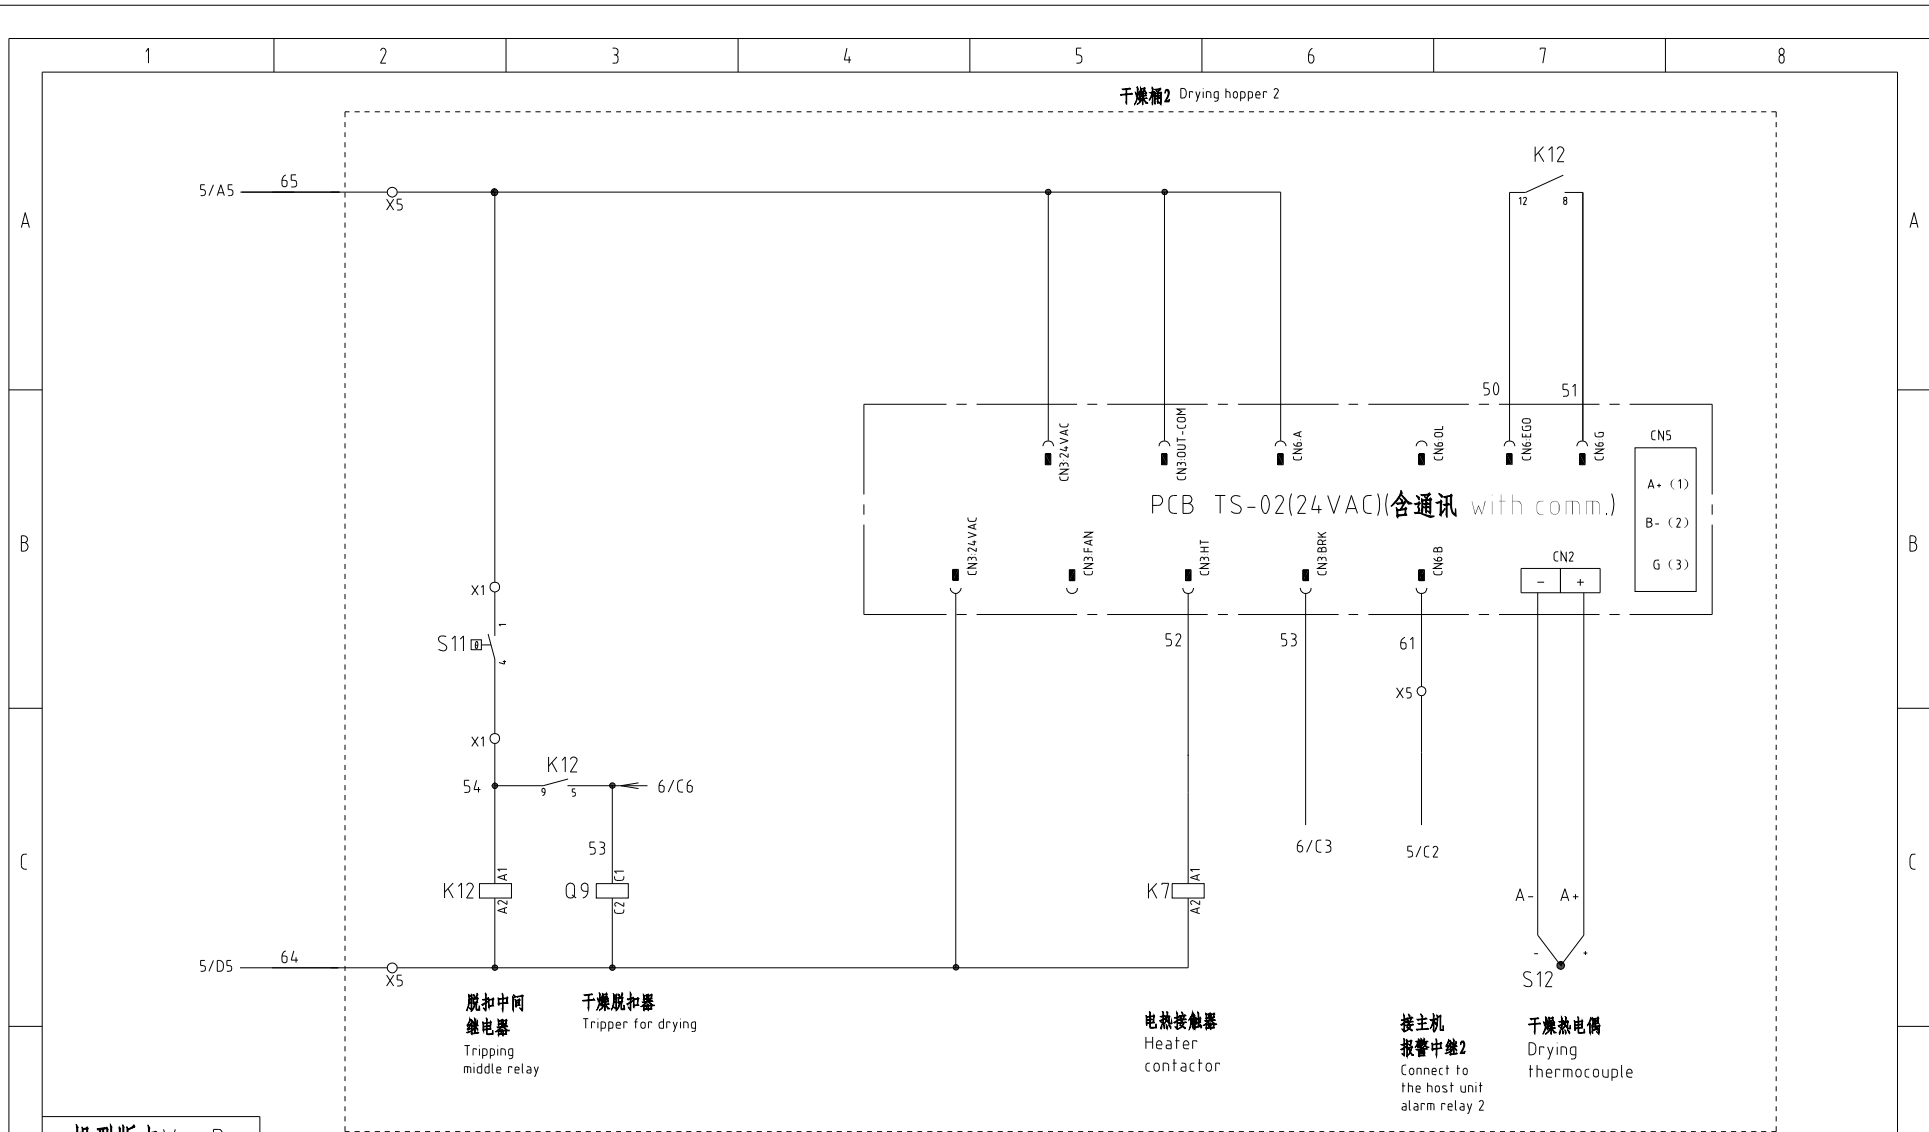 1 2 3 4 5 6 7 8
干燥桶2 Drying hopper 2
K12
5/A5 65
X5
12 8
A A
50 51
CN3:24VAC CN3:OUT-COM CN6:A CN6:OL CN6:EGO CN6:G
CN5
A+ (1)
PCB TS-02(24VAC)(含通讯 with comm.)
B- (2)
B B
CN3:24VAC CN3:FAN CN3:HT CN3:BRK CN6:B
CN2
G (3)
- +
X1
1
S11
4
52 53 61
X5
X1
K12
54
9 5
6/C6
53
6/C3 5/C2
C C
K12 A1 A2
Q9 C1 C2
K7 A1 A2
A- A+
- +
S12
5/D5 64
X5
脱扣中间
继电器
Tripping
middle relay
干燥脱扣器
Tripper for drying
电热接触器
Heater
contactor
接主机
报警中继2
Connect to
the host unit
alarm relay 2
干燥热电偶
Drying
thermocouple